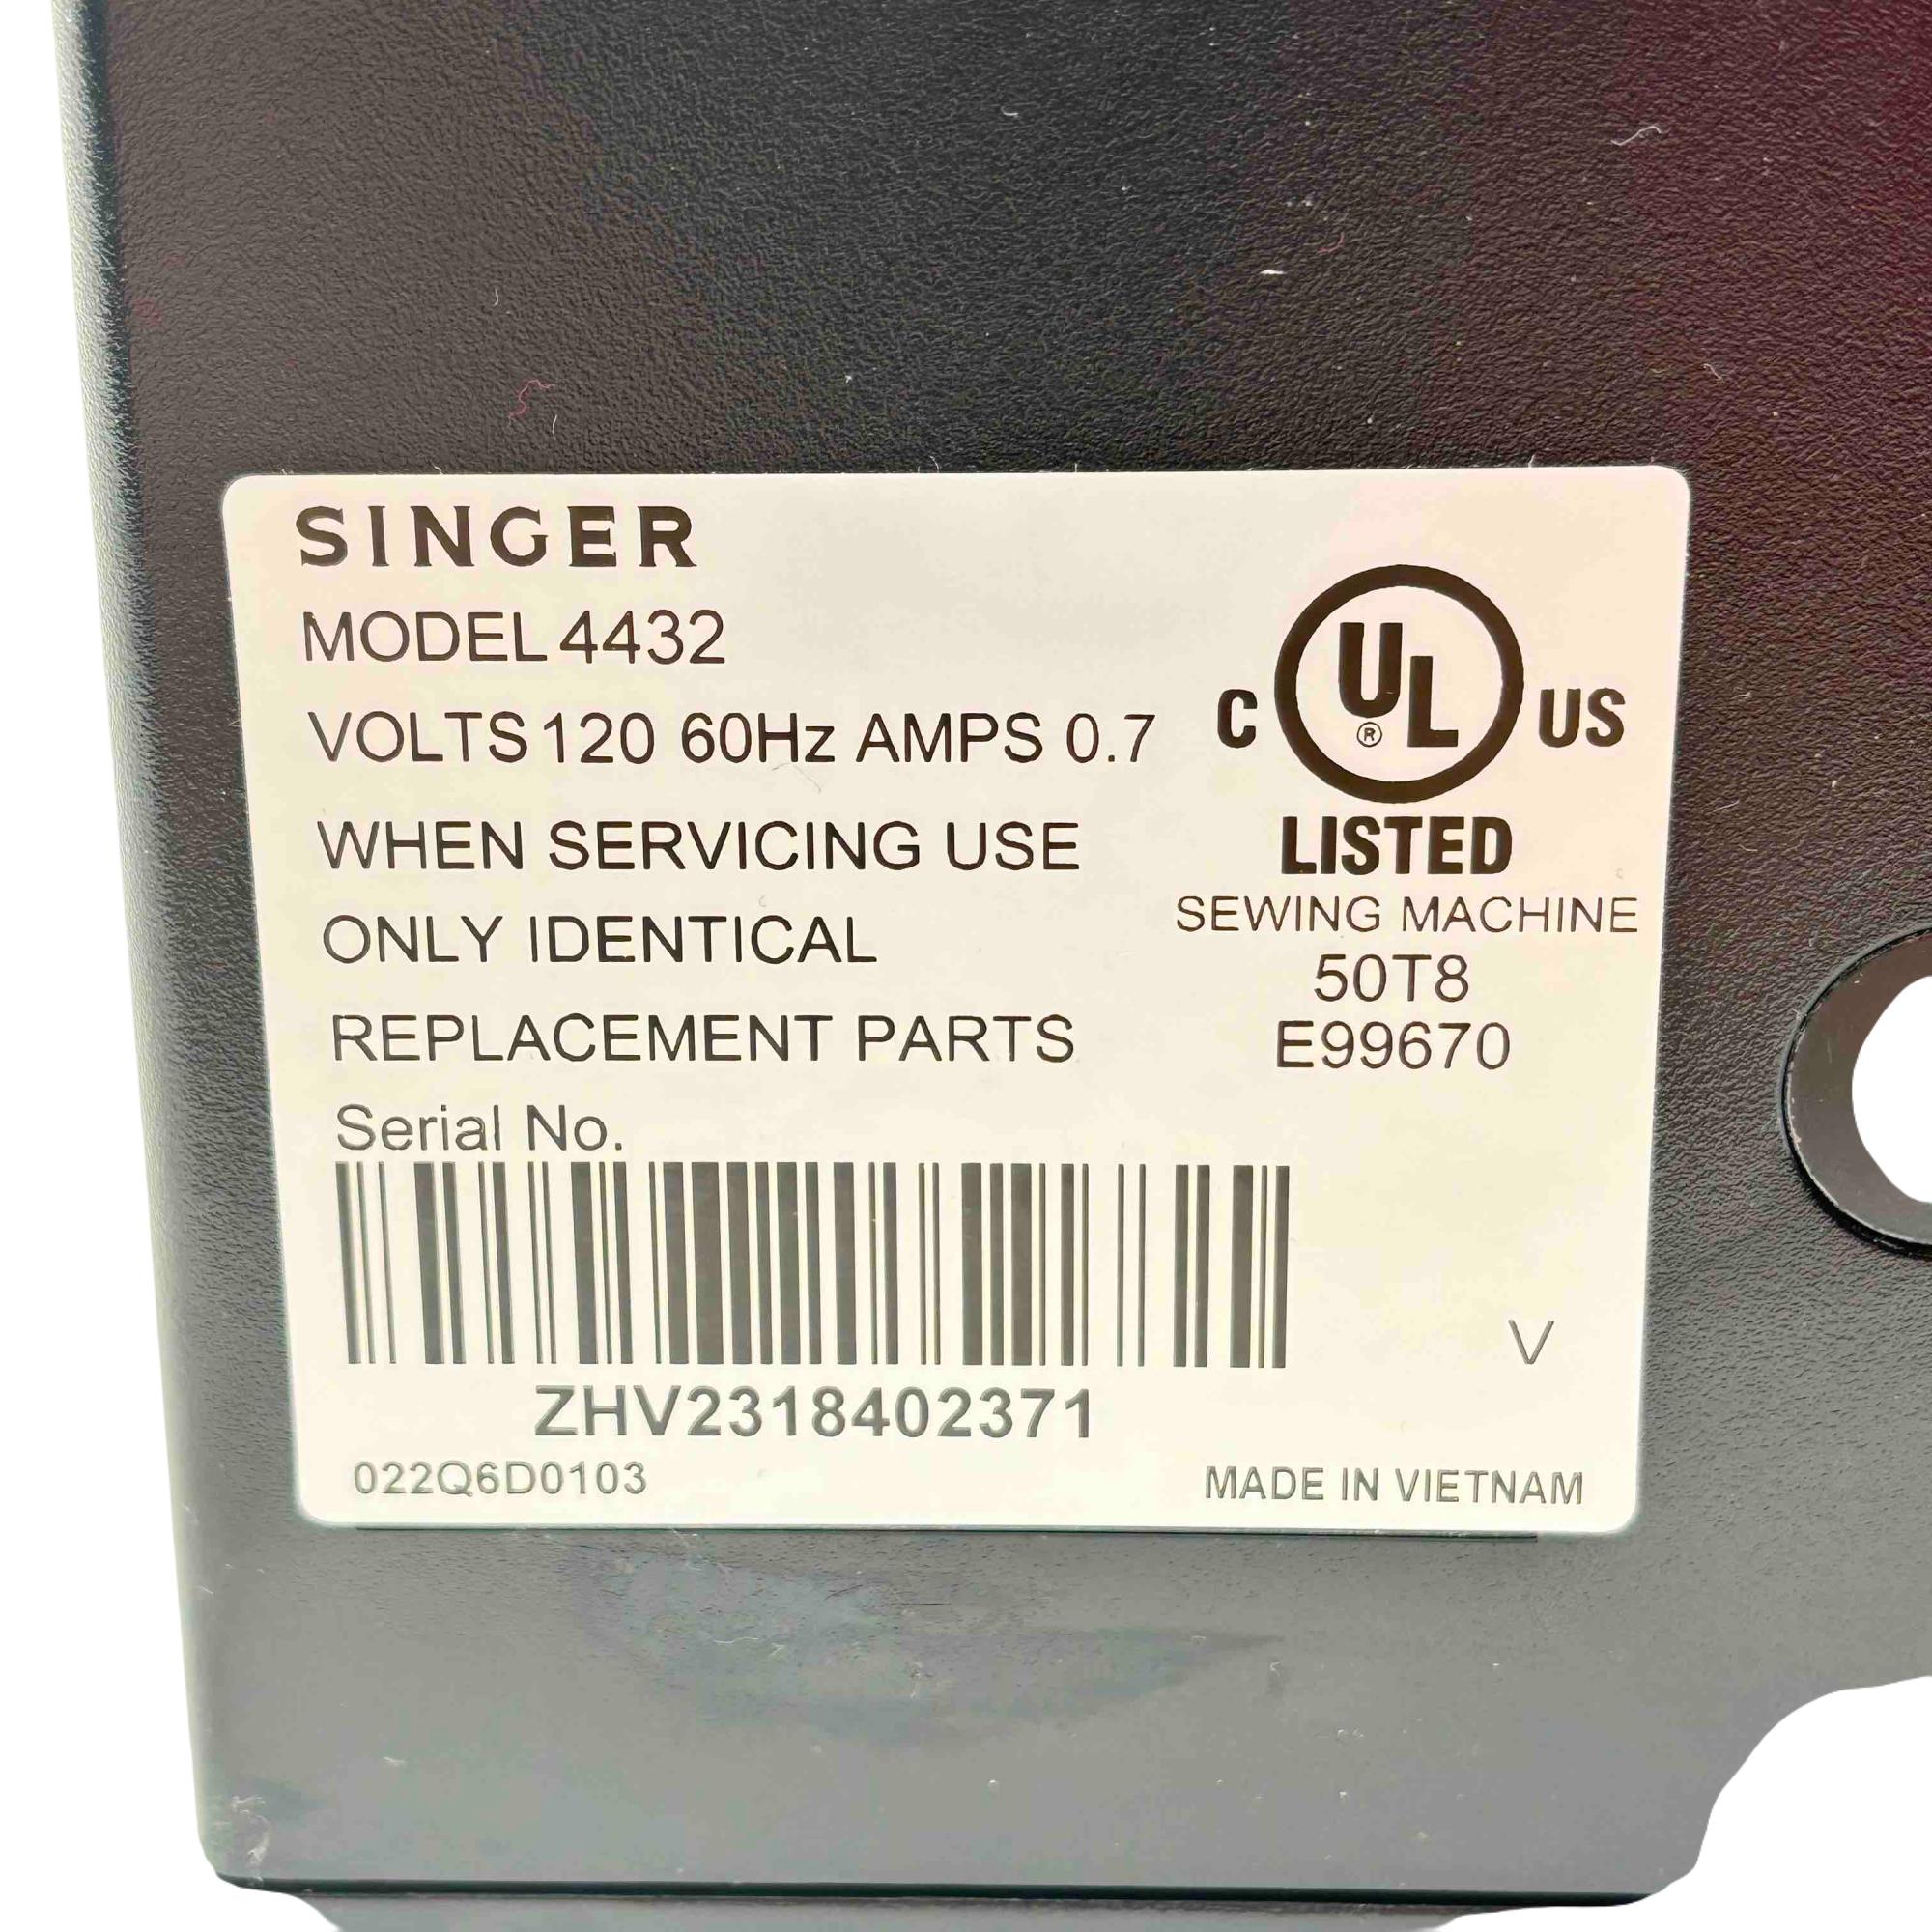 SINGER
MODEL 4432
VOLTS 120 60Hz AMPS 0.7
WHEN SERVICING USE
ONLY IDENTICAL
REPLACEMENT PARTS
C UL® US
LISTED
SEWING MACHINE
50T8
E99670
Serial No.
ZHV2318402371
V
022Q6D0103
MADE IN VIETNAM